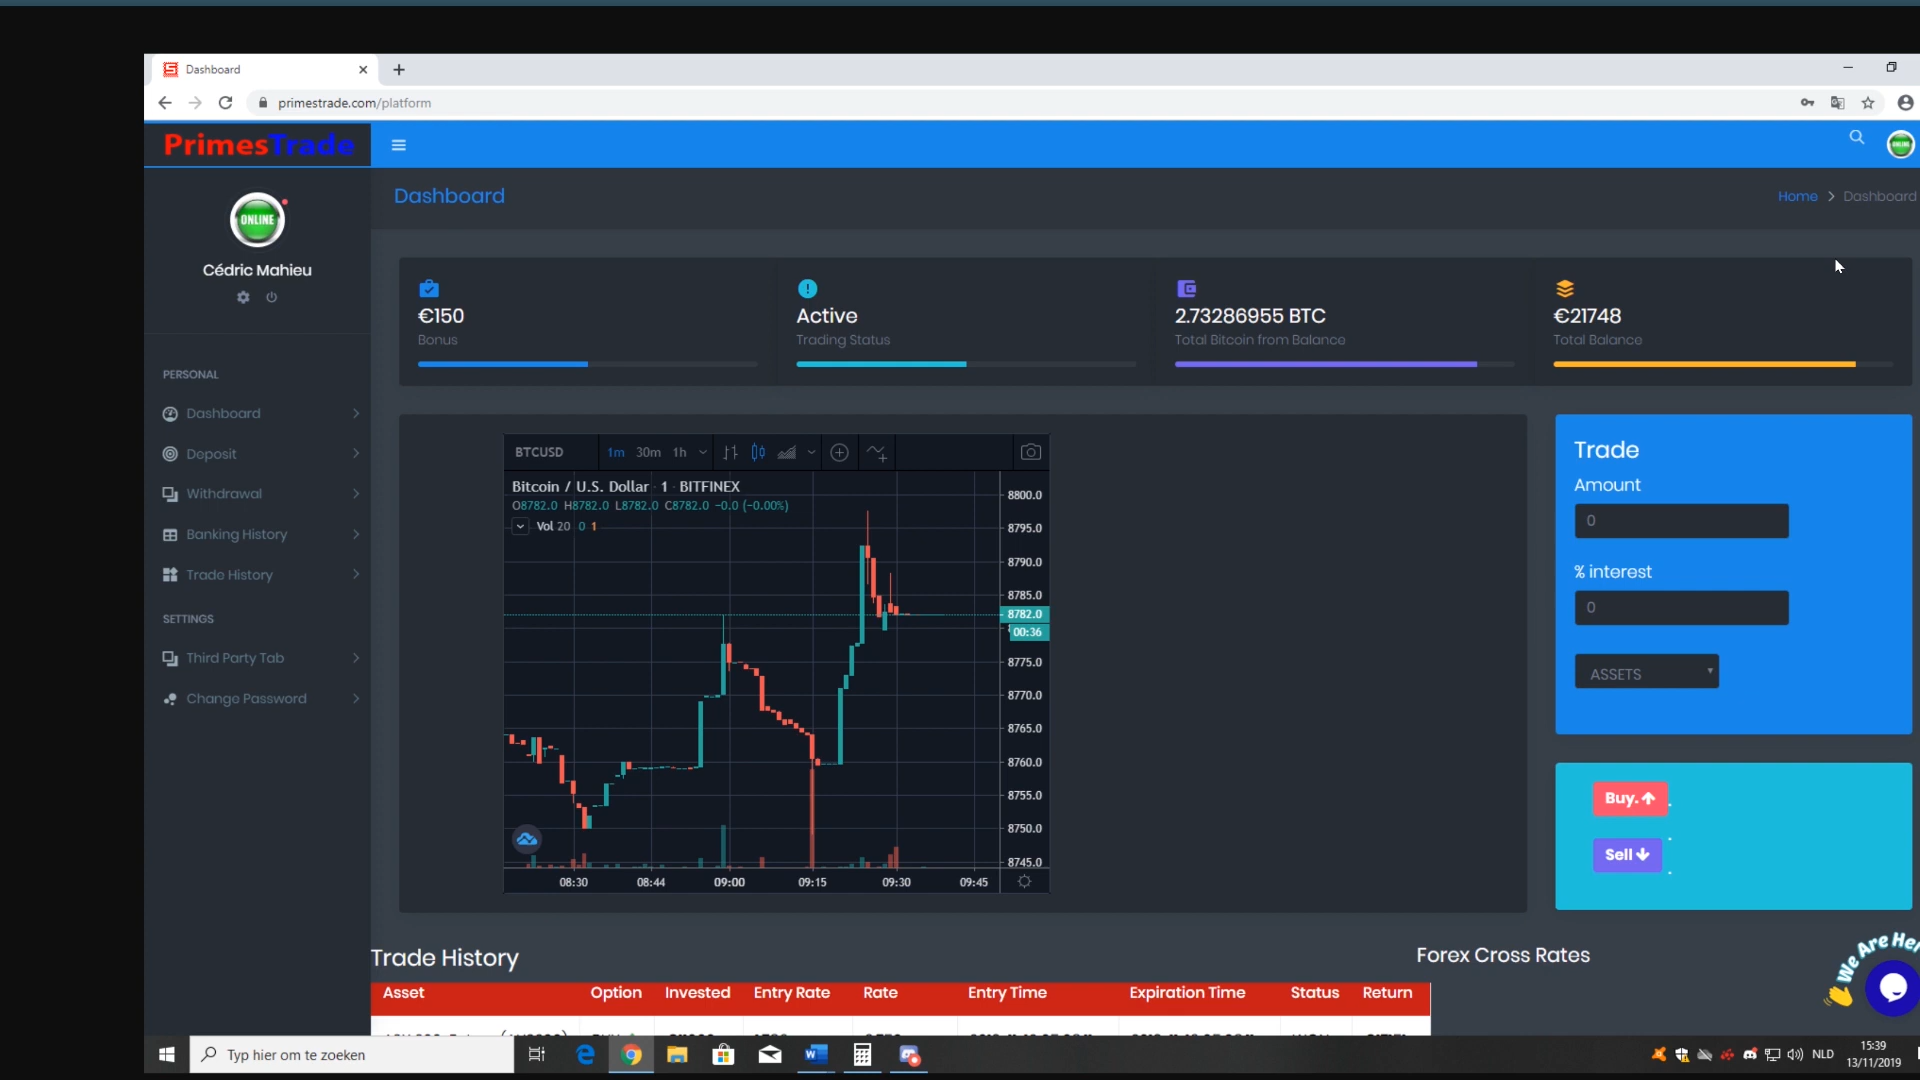 Dashboard
primestrade.com/platform
PrimesTrade
Dashboard
Home > Dashboard
ONLINE
Cédric Mahieu
€150
Bonus
Active
Trading Status
2.73286955 BTC
Total Bitcoin from Balance
€21748
Total Balance
PERSONAL
Dashboard
Deposit
Withdrawal
Banking History
Trade History
SETTINGS
Third Party Tab
Change Password
BTCUSD 1m 30m 1h
Bitcoin / U.S. Dollar · 1 · BITFINEX
O8782.0 H8782.0 L8782.0 C8782.0 −0.0 (−0.00%)
Vol 20 0 1
8800.0
8795.0
8790.0
8785.0
8782.0
00:36
8775.0
8770.0
8765.0
8760.0
8755.0
8750.0
8745.0
08:30 08:44 09:00 09:15 09:30 09:45
Trade
Amount
0
% interest
0
ASSETS
Buy.
Sell
Trade History
Forex Cross Rates
We Are Her
Asset Option Invested Entry Rate Rate Entry Time Expiration Time Status Return
Typ hier om te zoeken
NLD
15:39
13/11/2019